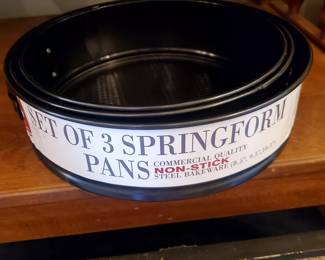 SET OF 3 SPRINGFORM
PANS
COMMERCIAL QUALITY
NON-STICK
STEEL BAKEWARE